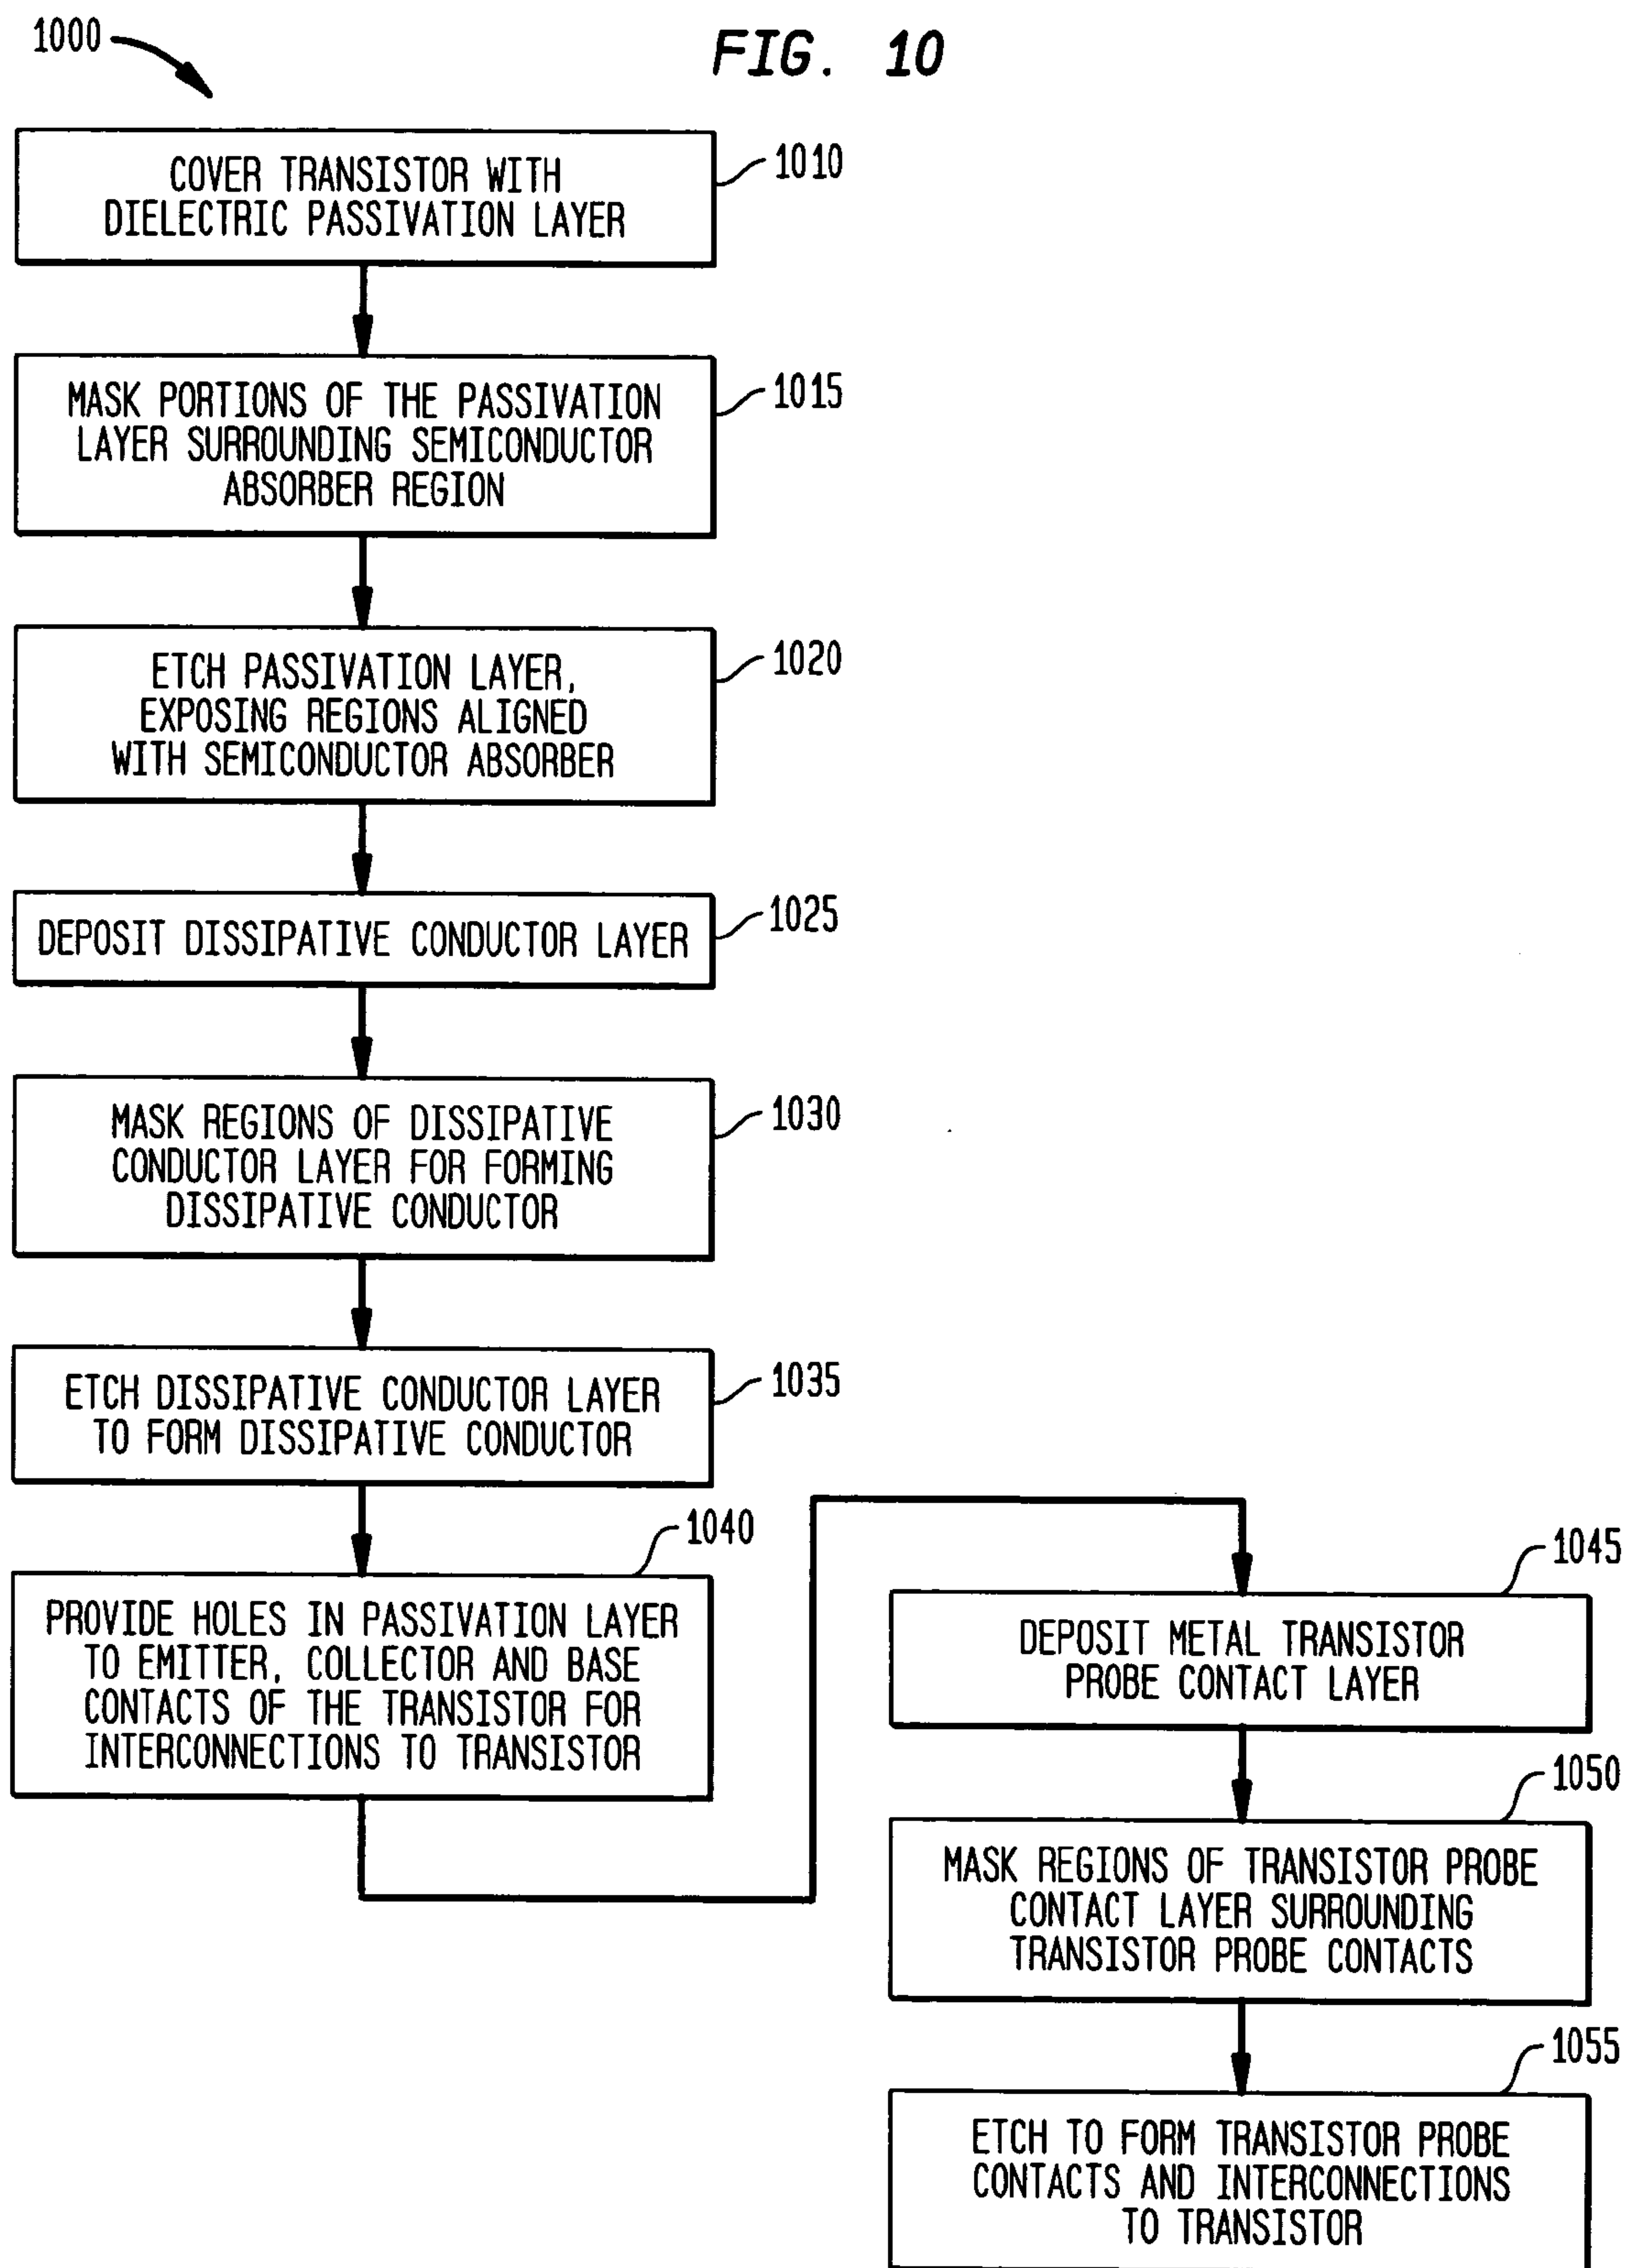 1000
FIG. 10
COVER TRANSISTOR WITH
DIELECTRIC PASSIVATION LAYER
1010
MASK PORTIONS OF THE PASSIVATION
LAYER SURROUNDING SEMICONDUCTOR
ABSORBER REGION
1015
ETCH PASSIVATION LAYER,
EXPOSING REGIONS ALIGNED
WITH SEMICONDUCTOR ABSORBER
1020
DEPOSIT DISSIPATIVE CONDUCTOR LAYER
1025
MASK REGIONS OF DISSIPATIVE
CONDUCTOR LAYER FOR FORMING
DISSIPATIVE CONDUCTOR
1030
ETCH DISSIPATIVE CONDUCTOR LAYER
TO FORM DISSIPATIVE CONDUCTOR
1035
1040
PROVIDE HOLES IN PASSIVATION LAYER
TO EMITTER, COLLECTOR AND BASE
CONTACTS OF THE TRANSISTOR FOR
INTERCONNECTIONS TO TRANSISTOR
1045
DEPOSIT METAL TRANSISTOR
PROBE CONTACT LAYER
1050
MASK REGIONS OF TRANSISTOR PROBE
CONTACT LAYER SURROUNDING
TRANSISTOR PROBE CONTACTS
1055
ETCH TO FORM TRANSISTOR PROBE
CONTACTS AND INTERCONNECTIONS
TO TRANSISTOR